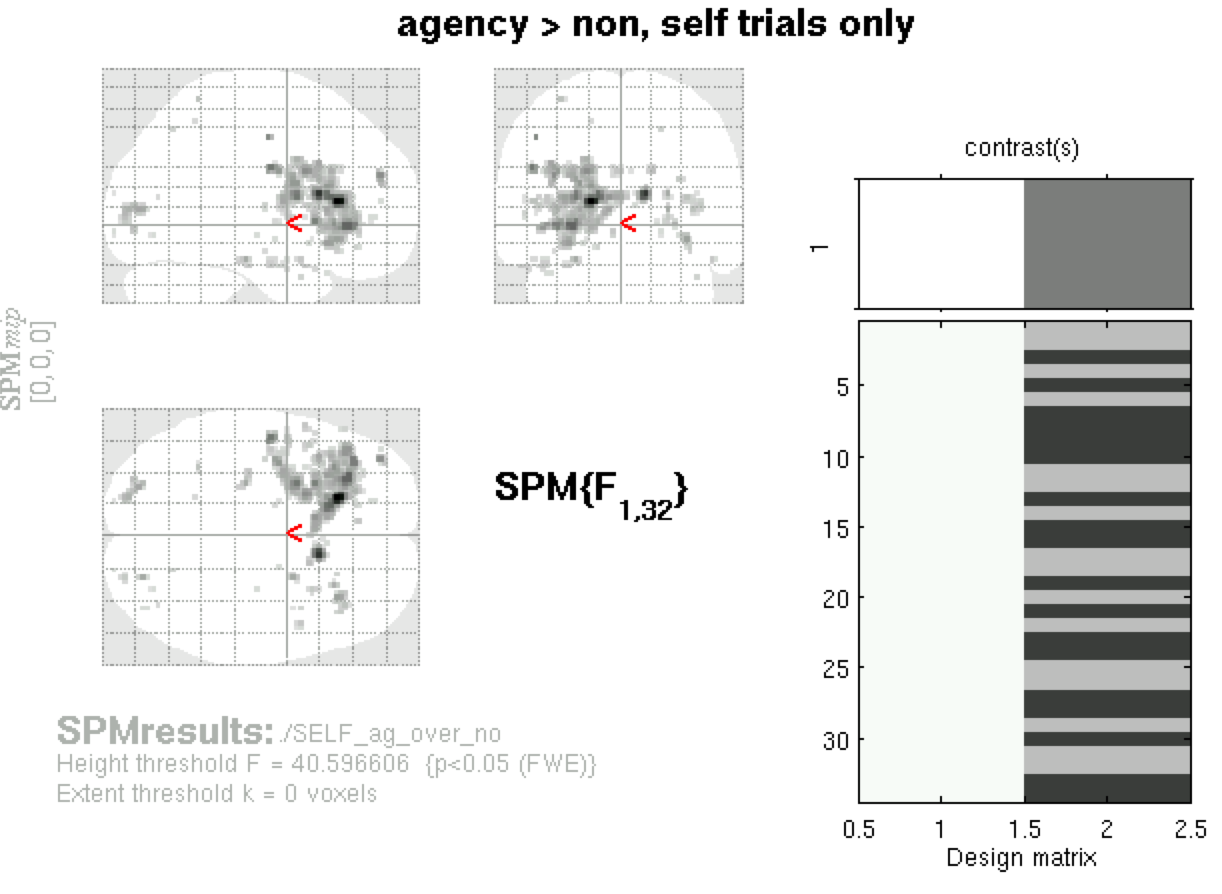 agency > non, self trials only
SPMmip
[0, 0, 0]
<
<
<
SPM{F1,32}
SPMresults: ./SELF_ag_over_no
Height threshold F = 40.596606 {p<0.05 (FWE)}
Extent threshold k = 0 voxels
contrast(s)
1
5
10
15
20
25
30
0.5 1 1.5 2 2.5
Design matrix